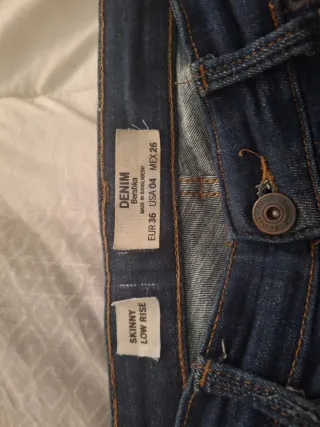 DENIM
Bershka
MADE IN BANGLADESH
EUR 36 USA 04 MEX 26
SKINNY
LOW RISE